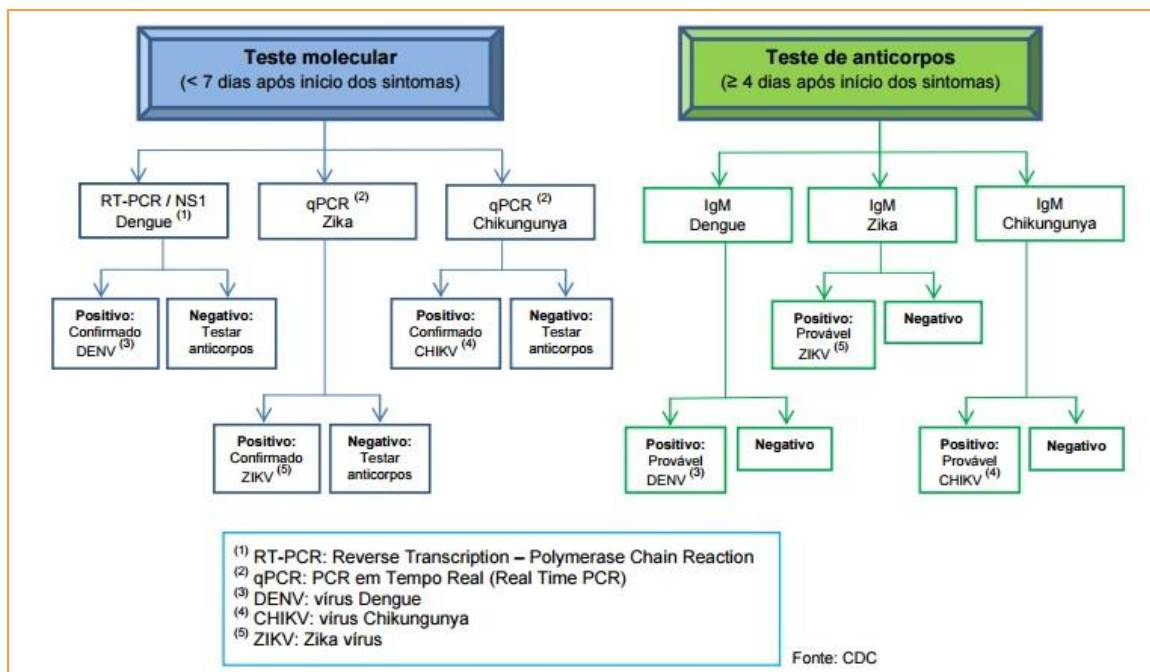 Teste molecular
(< 7 dias após início dos sintomas)
Teste de anticorpos
(≥ 4 dias após início dos sintomas)
RT-PCR / NS1
Dengue (1)
qPCR (2)
Zika
qPCR (2)
Chikungunya
IgM
Dengue
IgM
Zika
IgM
Chikungunya
Positivo:
Confirmado
DENV (3)
Negativo:
Testar
anticorpos
Positivo:
Confirmado
CHIKV (4)
Negativo:
Testar
anticorpos
Positivo:
Provável
ZIKV (5)
Negativo
Positivo:
Confirmado
ZIKV (5)
Negativo:
Testar
anticorpos
Positivo:
Provável
DENV (3)
Negativo
Positivo:
Provável
CHIKV (4)
Negativo
(1) RT-PCR: Reverse Transcription – Polymerase Chain Reaction
(2) qPCR: PCR em Tempo Real (Real Time PCR)
(3) DENV: vírus Dengue
(4) CHIKV: vírus Chikungunya
(5) ZIKV: Zika vírus
Fonte: CDC